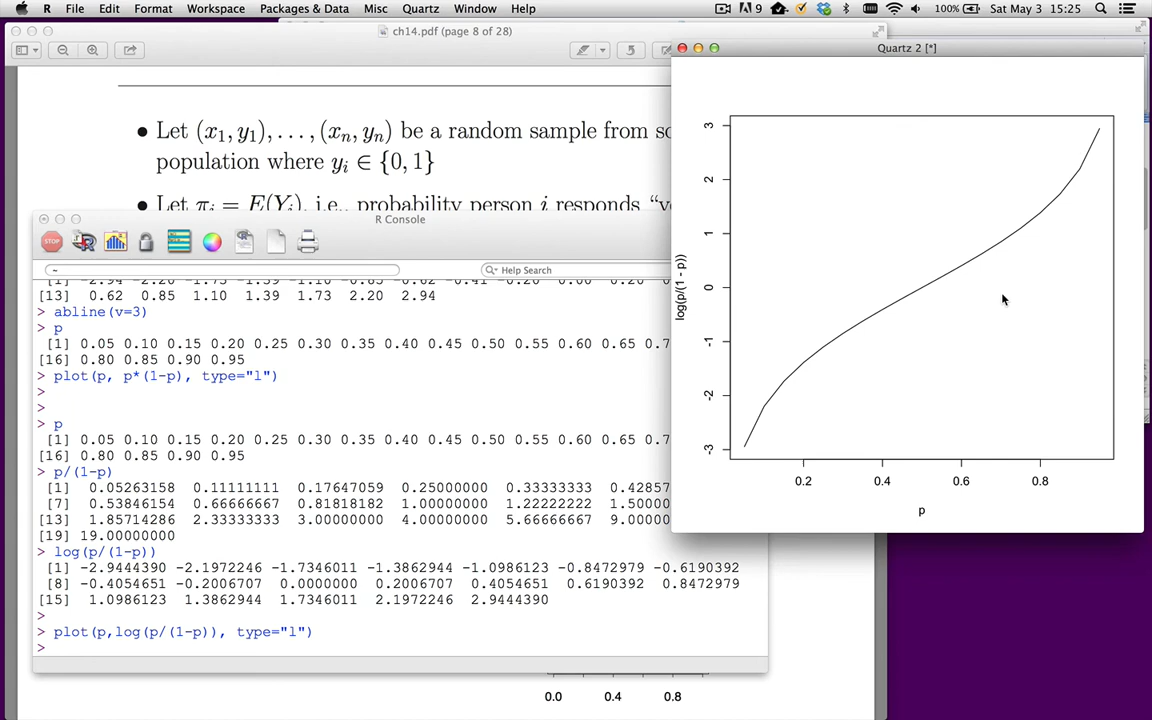 R File Edit Format Workspace Packages & Data Misc Quartz Window Help 9 100% Sat May 3 15:25
ch14.pdf (page 8 of 28)
• Let (x₁, y₁), . . . , (xₙ, yₙ) be a random sample from
population where yᵢ ∈ {0, 1}
• Let πᵢ = E(Yᵢ), i.e., probability person i responds
R Console
STOP
~
Help Search
[13] 0.62 0.85 1.10 1.39 1.73 2.20 2.94
> abline(v=3)
> p
[1] 0.05 0.10 0.15 0.20 0.25 0.30 0.35 0.40 0.45 0.50 0.55 0.60 0.65 0.7
[16] 0.80 0.85 0.90 0.95
> plot(p, p*(1-p), type="l")
>
>
> p
[1] 0.05 0.10 0.15 0.20 0.25 0.30 0.35 0.40 0.45 0.50 0.55 0.60 0.65 0.7
[16] 0.80 0.85 0.90 0.95
> p/(1-p)
[1] 0.05263158 0.11111111 0.17647059 0.25000000 0.33333333 0.42857
[7] 0.53846154 0.66666667 0.81818182 1.00000000 1.22222222 1.50000
[13] 1.85714286 2.33333333 3.00000000 4.00000000 5.66666667 9.00000
[19] 19.00000000
> log(p/(1-p))
[1] -2.9444390 -2.1972246 -1.7346011 -1.3862944 -1.0986123 -0.8472979 -0.6190392
[8] -0.4054651 -0.2006707 0.0000000 0.2006707 0.4054651 0.6190392 0.8472979
[15] 1.0986123 1.3862944 1.7346011 2.1972246 2.9444390
>
> plot(p,log(p/(1-p)), type="l")
>
0.0 0.4 0.8
Quartz 2 [*]
log(p/(1 - p))
3
2
1
0
-1
-2
-3
0.2 0.4 0.6 0.8
p